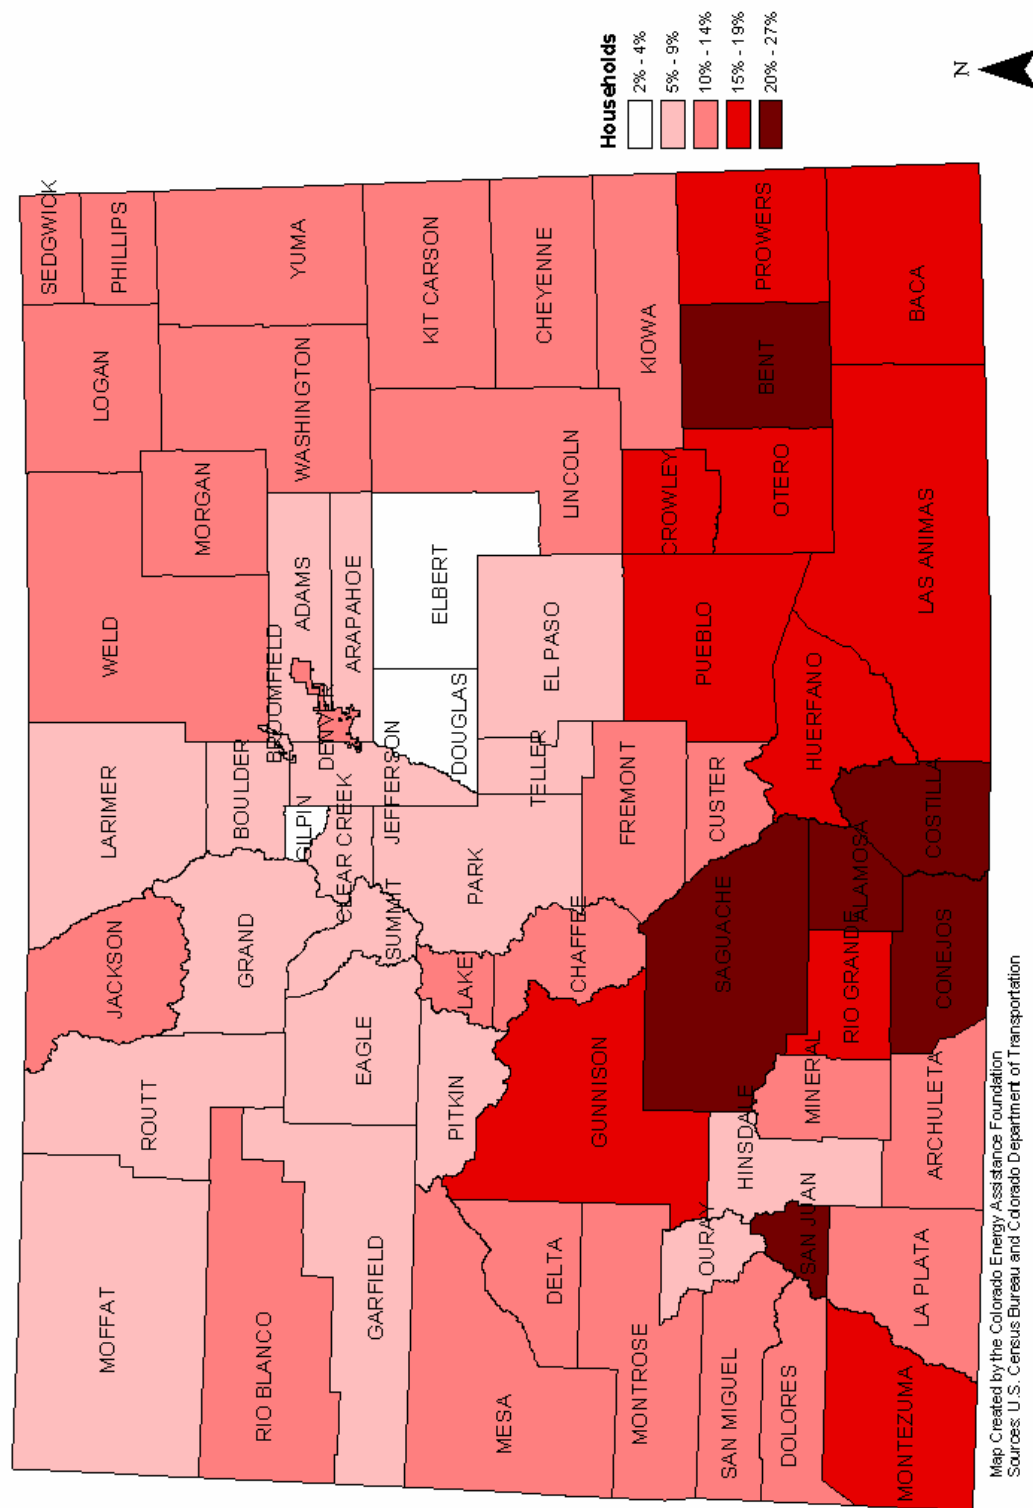 MOFFAT
ROUTT
JACKSON
LARIMER
WELD
LOGAN
SEDGWICK
PHILLIPS
MORGAN
RIO BLANCO
GRAND
BOULDER
BROOMFIELD
WASHINGTON
YUMA
GARFIELD
EAGLE
SUMMIT
CLEAR CREEK
GILPIN
DENVER
ADAMS
ARAPAHOE
JEFFERSON
PITKIN
LAKE
PARK
DOUGLAS
ELBERT
KIT CARSON
MESA
DELTA
GUNNISON
CHAFFEE
TELLER
EL PASO
LINCOLN
CHEYENNE
MONTROSE
FREMONT
KIOWA
OURAY
SAN MIGUEL
HINSDALE
SAGUACHE
CUSTER
PUEBLO
CROWLEY
OTERO
BENT
PROWERS
DOLORES
SAN JUAN
MINERAL
RIO GRANDE
ALAMOSA
HUERFANO
MONTEZUMA
LA PLATA
ARCHULETA
CONEJOS
COSTILLA
LAS ANIMAS
BACA
Households
2% - 4%
5% - 9%
10% - 14%
15% - 19%
20% - 27%
N
Map Created by the Colorado Energy Assistance Foundation
Sources: U.S. Census Bureau and Colorado Department of Transportation